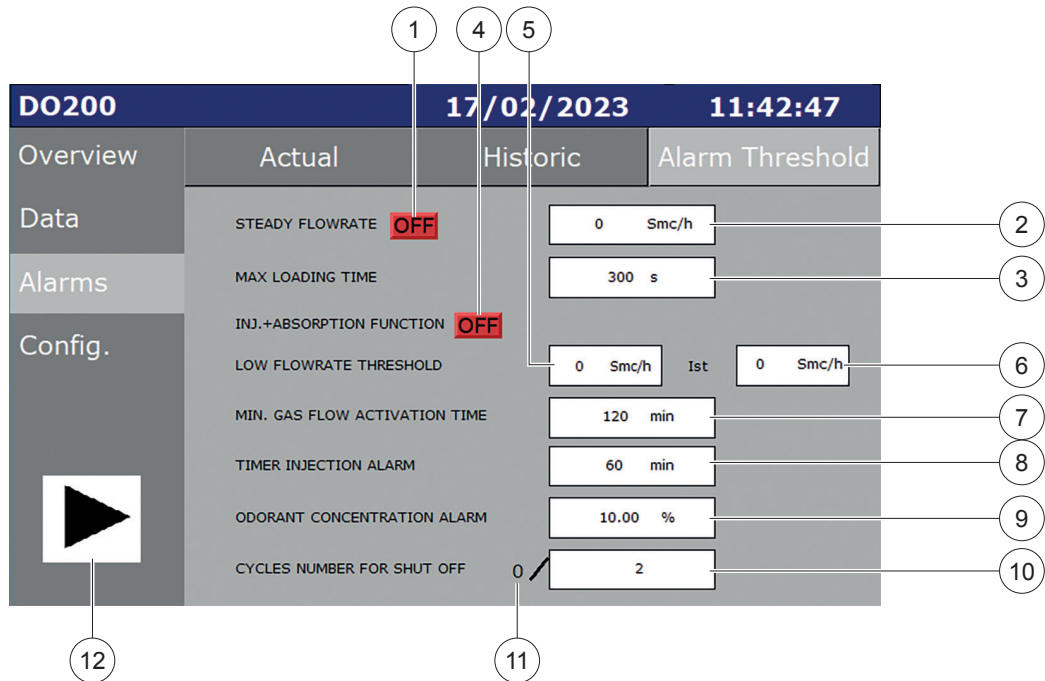 1 4 5
DO200 17/02/2023 11:42:47
Overview Actual Historic Alarm Threshold
Data STEADY FLOWRATE OFF 0 Smc/h 2
Alarms MAX LOADING TIME 300 s 3
INJ.+ABSORPTION FUNCTION OFF
Config. LOW FLOWRATE THRESHOLD 0 Smc/h Ist 0 Smc/h 6
MIN. GAS FLOW ACTIVATION TIME 120 min 7
TIMER INJECTION ALARM 60 min 8
ODORANT CONCENTRATION ALARM 10.00 % 9
CYCLES NUMBER FOR SHUT OFF 0 / 2 10
12 11